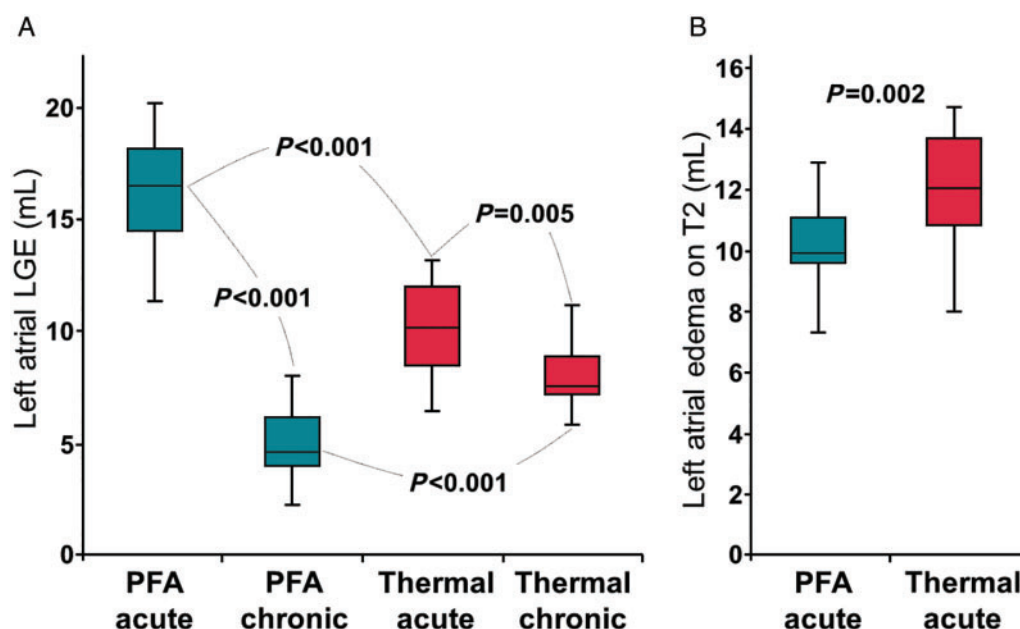 A
Left atrial LGE (mL)
20
15
10
5
0
P<0.001
P=0.005
P<0.001
P<0.001
PFA
acute
PFA
chronic
Thermal
acute
Thermal
chronic
B
Left atrial edema on T2 (mL)
16
14
12
10
8
6
4
2
0
P=0.002
PFA
acute
Thermal
acute